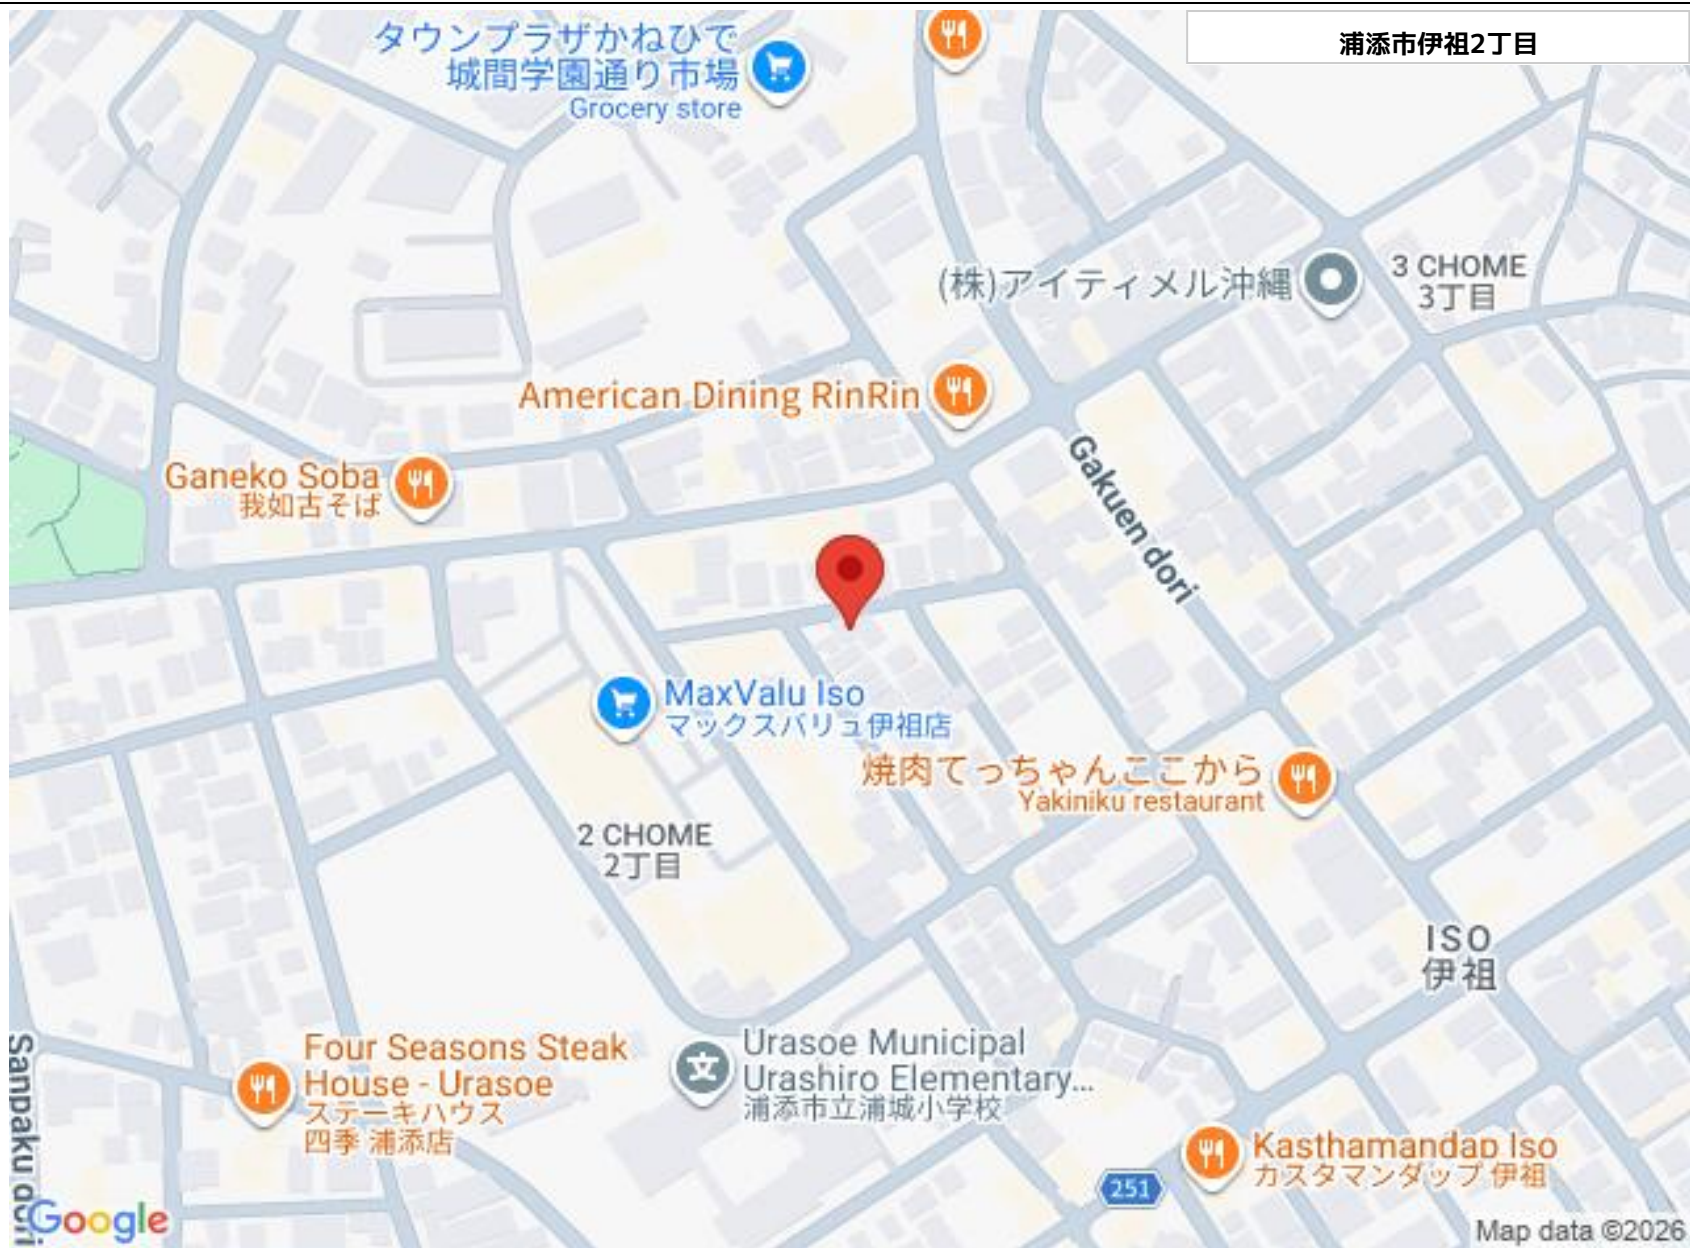 浦添市伊祖2丁目
タウンプラザかねひで
城間学園通り市場
Grocery store
(株)アイティメル沖縄
3 CHOME
3丁目
American Dining RinRin
Gakuen dori
Ganeko Soba
我如古そば
MaxValu Iso
マックスバリュ伊祖店
焼肉てっちゃんここから
Yakiniku restaurant
2 CHOME
2丁目
ISO
伊祖
Four Seasons Steak
House - Urasoe
ステーキハウス
四季 浦添店
Urasoe Municipal
Urashiro Elementary...
浦添市立浦城小学校
Kasthamandap Iso
カスタマンダップ 伊祖
251
Sanpaku dori
Google
Map data ©2026